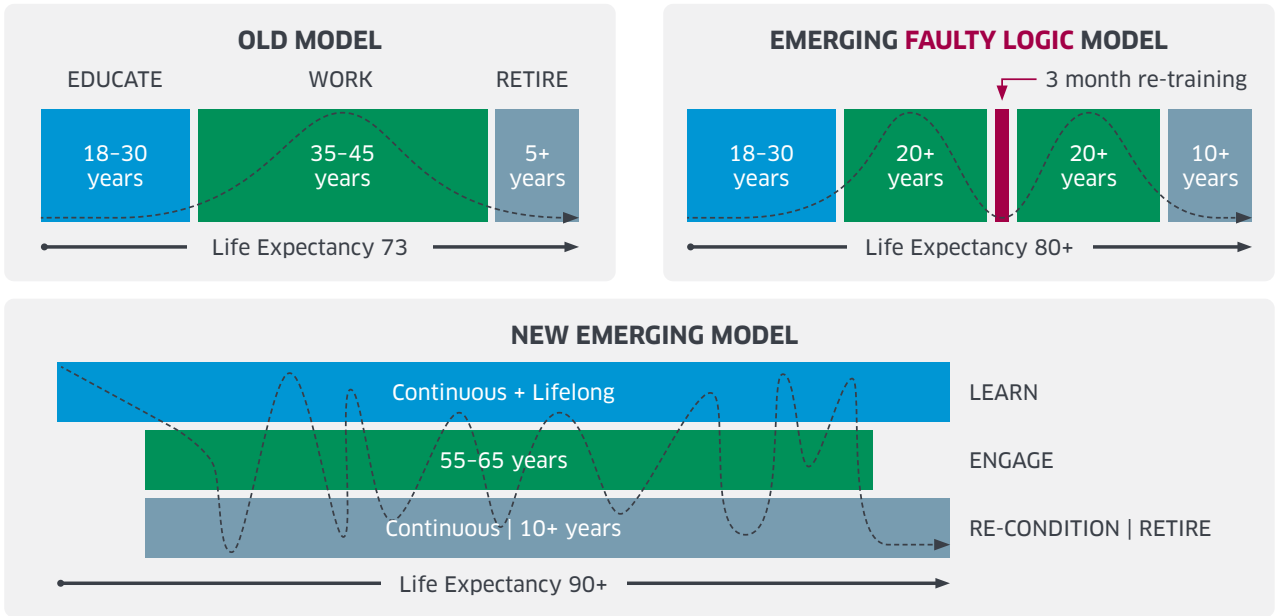 OLD MODEL
EDUCATE
WORK
RETIRE
18–30
years
35–45
years
5+
years
Life Expectancy 73
EMERGING FAULTY LOGIC MODEL
3 month re-training
18–30
years
20+
years
20+
years
10+
years
Life Expectancy 80+
NEW EMERGING MODEL
Continuous + Lifelong
LEARN
55–65 years
ENGAGE
Continuous | 10+ years
RE-CONDITION | RETIRE
Life Expectancy 90+